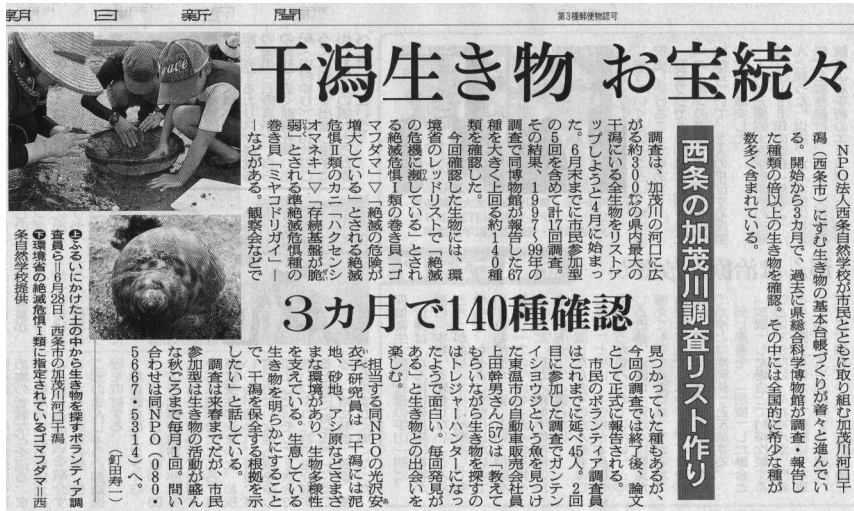 朝日新聞
第3種郵便物認可
干潟生き物 お宝続々
西条の加茂川調査リスト作り
3カ月で140種確認
NPO法人西条自然学校が市民とともに取り組む加茂川河口干
潟（西条市）にすむ生き物の基本台帳づくりが着々と進んでい
る。開始から3カ月で、過去に県総合科学博物館が調査・報告し
た種類の倍以上の生き物を確認。その中には全国的に希少な種が
数多く含まれている。
調査は、加茂川の河口に広
がる約300㌶の県内最大の
干潟にいる全生物をリストア
ップしようと4月に始まっ
た。6月末までに市民参加型
の5回を含めて計17回調査。
その結果、1997～99年の
調査で同博物館が報告した67
種を大きく上回る約140種
類を確認した。
今回確認した生物には、環
境省のレッドリストで「絶滅
の危機に瀕している」とされ
る絶滅危惧Ⅰ類の巻き貝「ゴ
マフダマ」▽「絶滅の危険が
増大している」とされる絶滅
危惧Ⅱ類のカニ「ハクセンシ
オマネキ」▽「存続基盤が脆
弱」とされる準絶滅危惧種の
巻き貝「ミヤコドリガイ」―
―などがある。観察会などで
見つかっていた種もあるが、
今回の調査では終了後、論文
として正式に報告される。
市民のボランティア調査員
はこれまでに延べ45人。2回
目に参加した調査でガンテン
イシヨウジという魚を見つけ
た東温市の自動車販売会社員
上田静男さん（57）は「教えて
もらいながら生き物を探すの
はトレジャーハンターになっ
たようで面白い。毎回発見が
ある」と生き物との出会いを
楽しむ。
担当する同NPOの光沢安
衣子研究員は「干潟には泥
地、砂地、アシ原などさまざ
まな環境があり、生物多様性
を支えている。生息している
生き物を明らかにすること
で、干潟を保全する根拠を示
したい」と話している。
調査は来春までだが、市民
参加型は生き物の活動が盛ん
な秋ごろまで毎月1回。問い
合わせは同NPO（080・
5667・5314）へ。
（釘田寿一）
㊤ふるいにかけた土の中から生き物を探すボランティア調
査員ら＝6月28日、西条市の加茂川河口干潟
㊦環境省の絶滅危惧Ⅰ類に指定されているゴマフダマ＝西
条自然学校提供